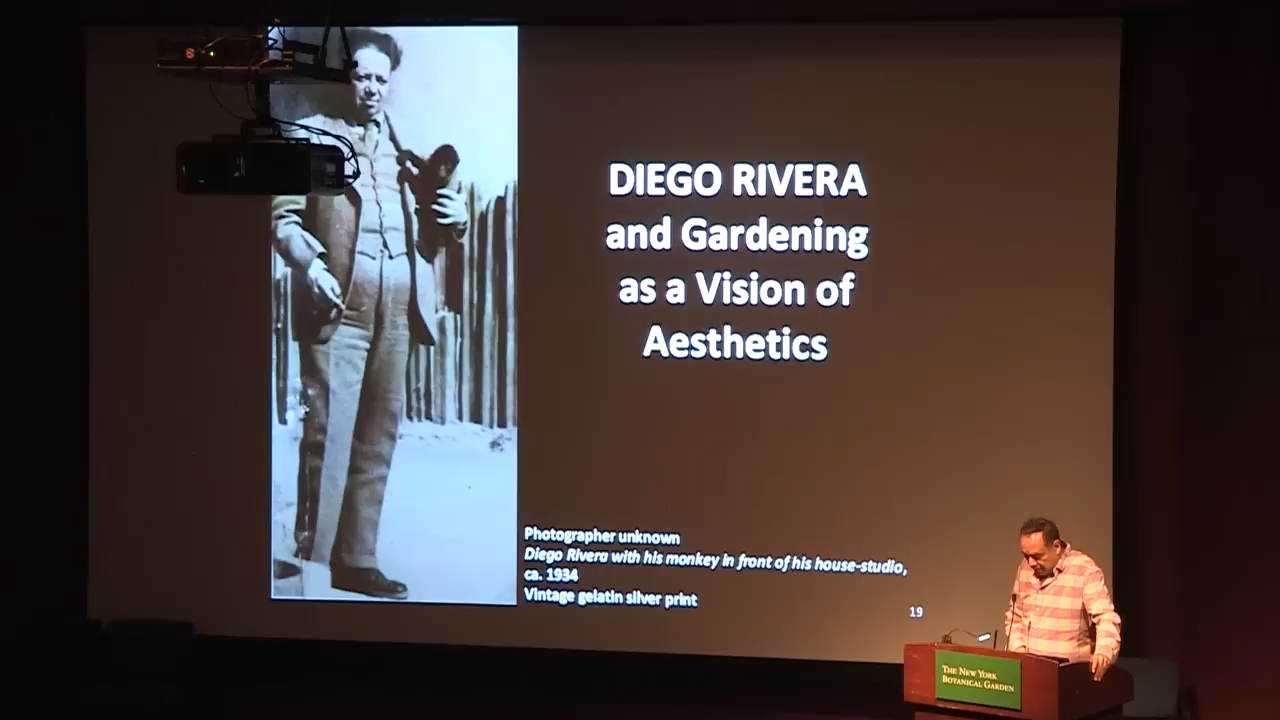 DIEGO RIVERA
and Gardening
as a Vision of
Aesthetics
Photographer unknown
Diego Rivera with his monkey in front of his house-studio,
ca. 1934
Vintage gelatin silver print
19
THE NEW YORK
BOTANICAL GARDEN